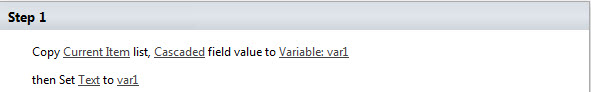 Step 1
Copy Current Item list, Cascaded field value to Variable: var1
then Set Text to var1